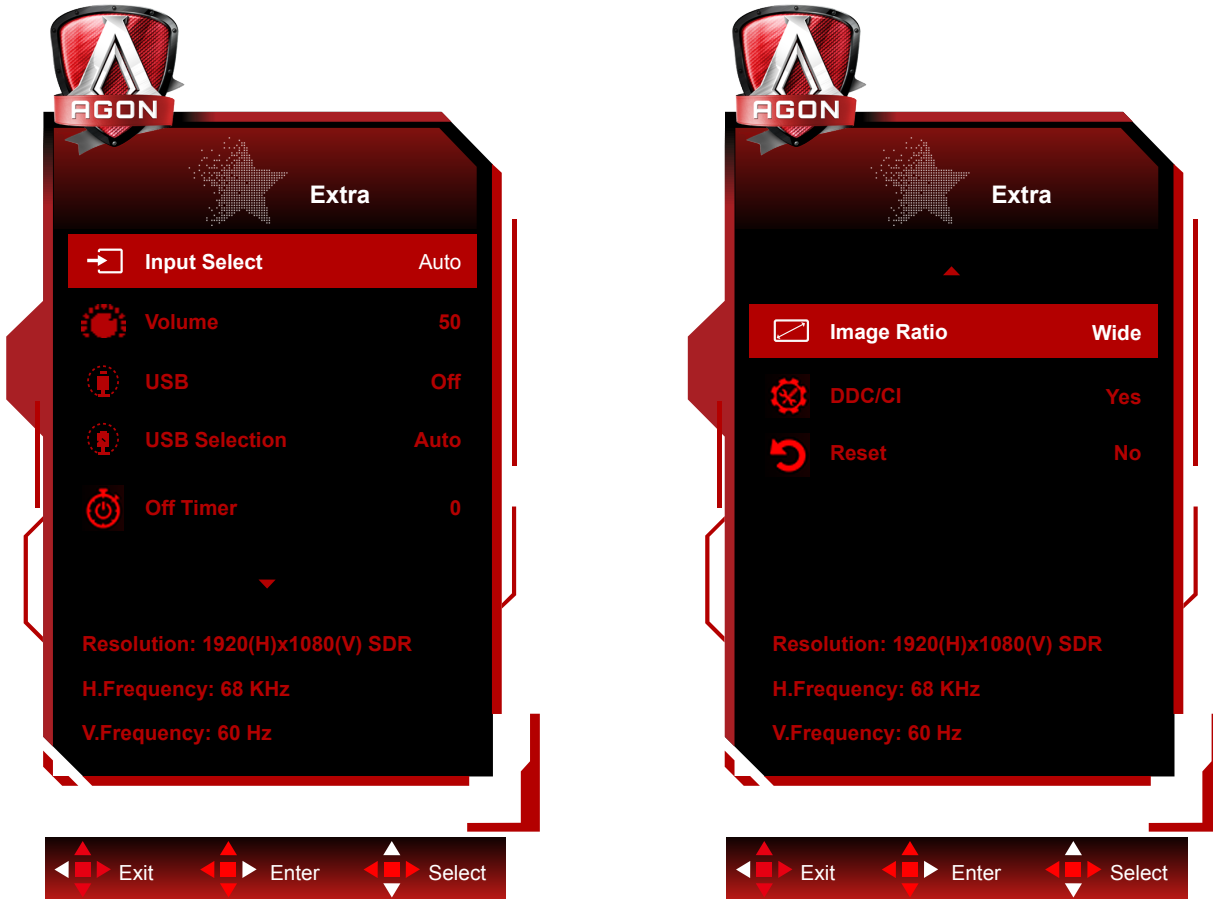 AGON
Extra
Input Select Auto
Volume 50
USB Off
USB Selection Auto
Off Timer 0
Resolution: 1920(H)x1080(V) SDR
H.Frequency: 68 KHz
V.Frequency: 60 Hz
Exit Enter Select
AGON
Extra
Image Ratio Wide
DDC/CI Yes
Reset No
Resolution: 1920(H)x1080(V) SDR
H.Frequency: 68 KHz
V.Frequency: 60 Hz
Exit Enter Select